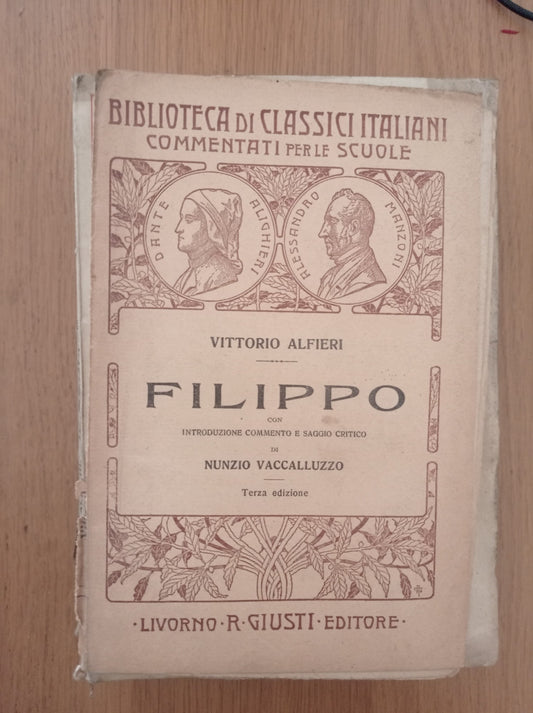 BIBLIOTECA DI CLASSICI ITALIANI
COMMENTATI PER LE SCUOLE
DANTE ALIGHIERI
ALESSANDRO MANZONI
VITTORIO ALFIERI
FILIPPO
CON
INTRODUZIONE COMMENTO E SAGGIO CRITICO
DI
NUNZIO VACCALLUZZO
Terza edizione
·LIVORNO·R·GIUSTI·EDITORE·